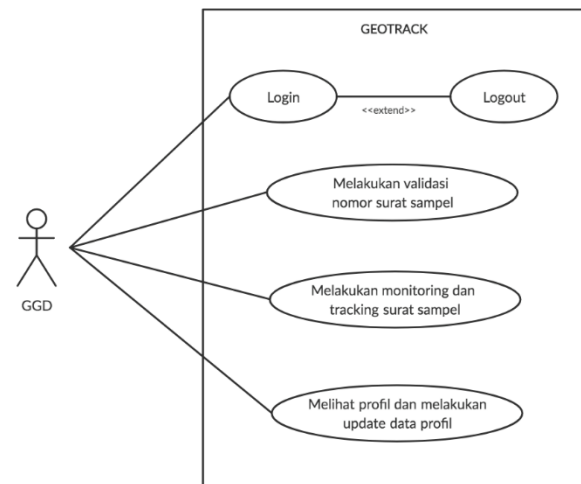 GEOTRACK
Login
<<extend>>
Logout
Melakukan validasi
nomor surat sampel
GGD
Melakukan monitoring dan
tracking surat sampel
Melihat profil dan melakukan
update data profil